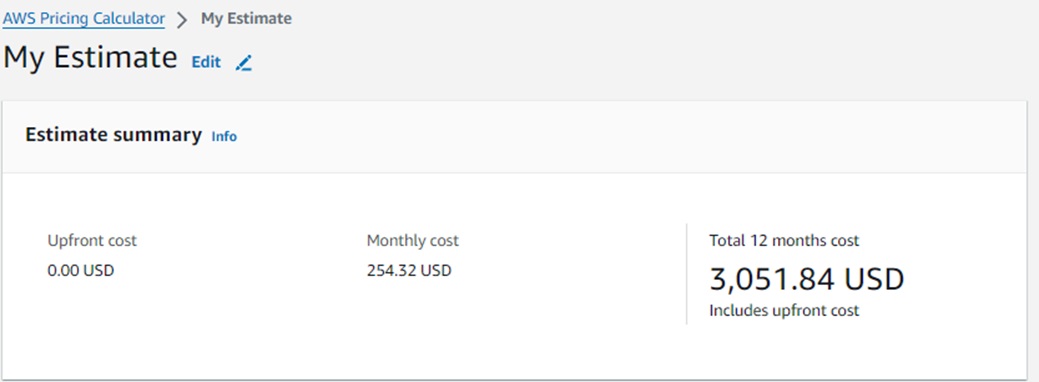 AWS Pricing Calculator > My Estimate
My Estimate Edit
Estimate summary Info
Upfront cost
0.00 USD
Monthly cost
254.32 USD
Total 12 months cost
3,051.84 USD
Includes upfront cost